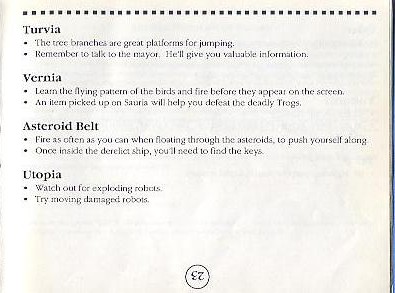 Turvia
• The tree branches are great platforms for jumping.
• Remember to talk to the mayor. He'll give you valuable information.
Vernia
• Learn the flying pattern of the birds and fire before they appear on the screen.
• An item picked up on Sauria will help you defeat the deadly Trogs.
Asteroid Belt
• Fire as often as you can when floating through the asteroids, to push yourself along.
• Once inside the derelict ship, you'll need to find the keys.
Utopia
• Watch out for exploding robots.
• Try moving damaged robots.
23